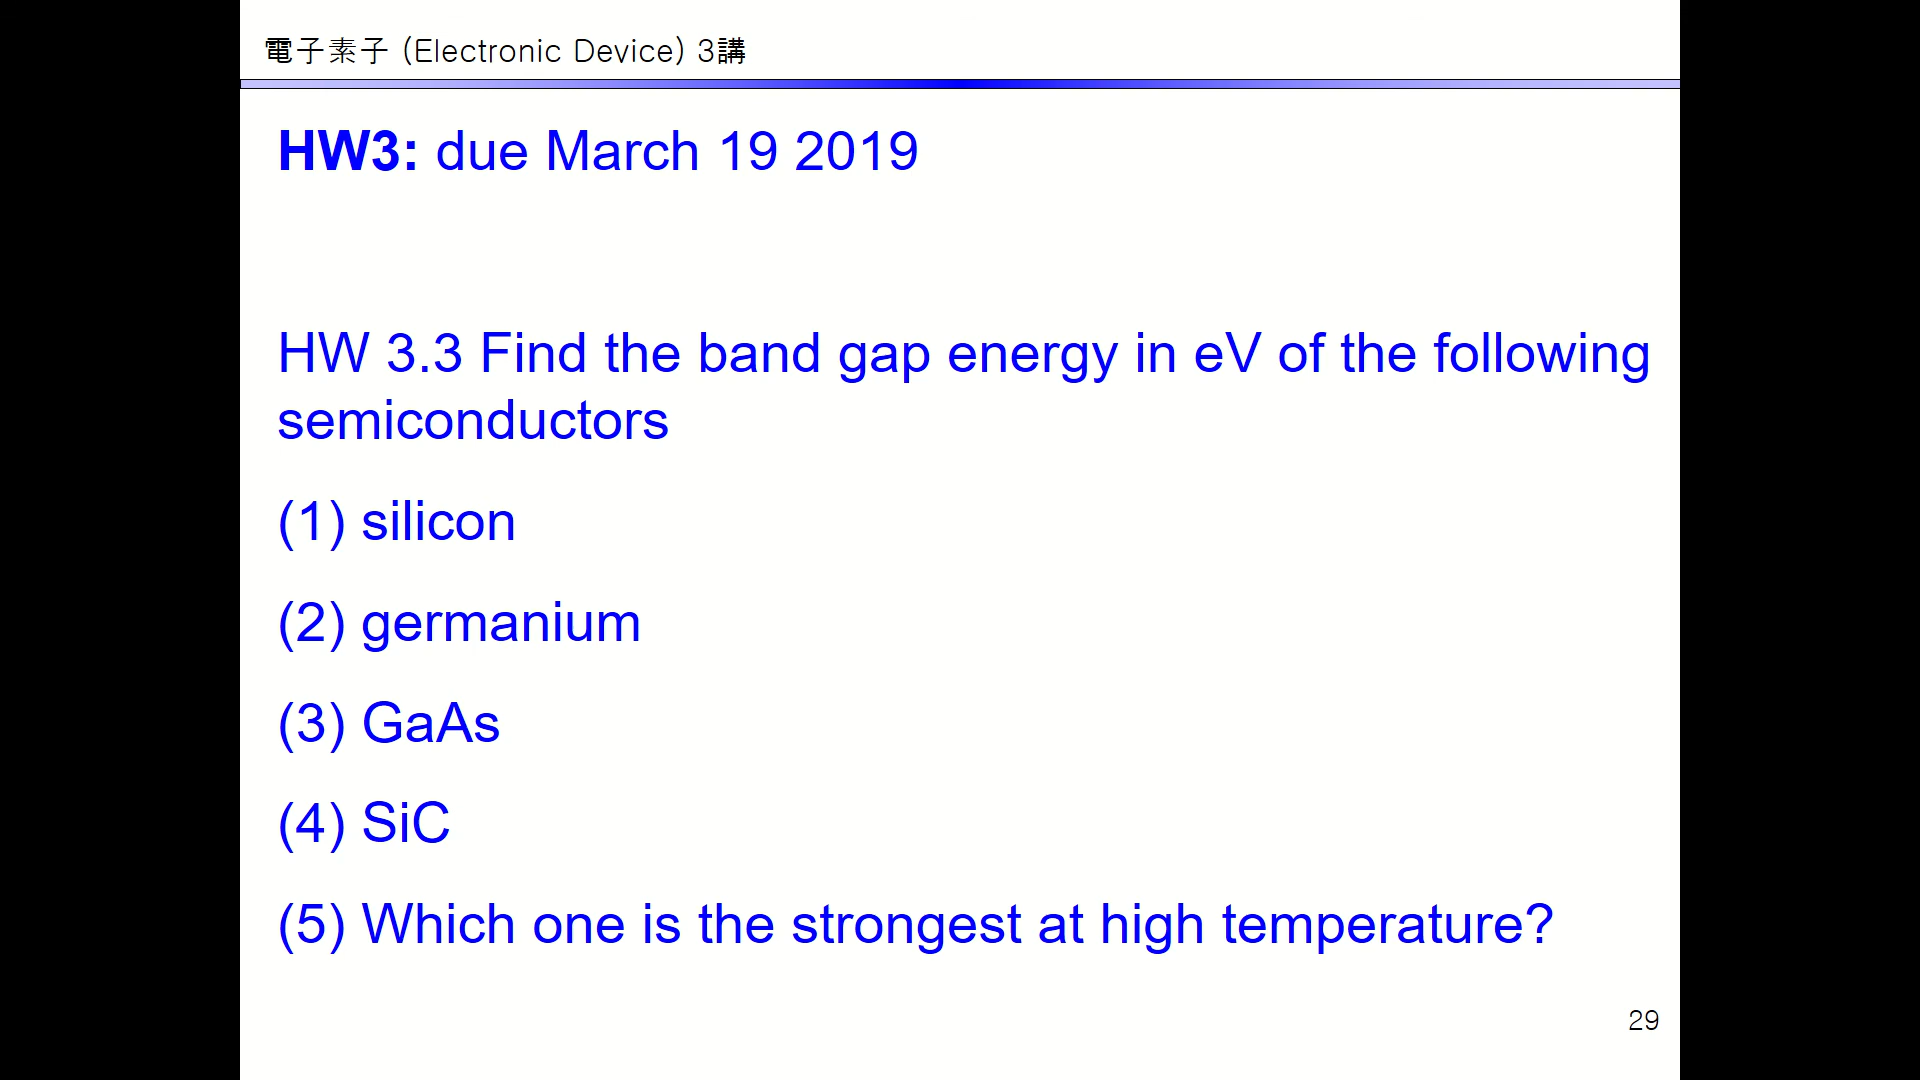 電子素子 (Electronic Device) 3講
HW3: due March 19 2019
HW 3.3 Find the band gap energy in eV of the following
semiconductors
(1) silicon
(2) germanium
(3) GaAs
(4) SiC
(5) Which one is the strongest at high temperature?
29